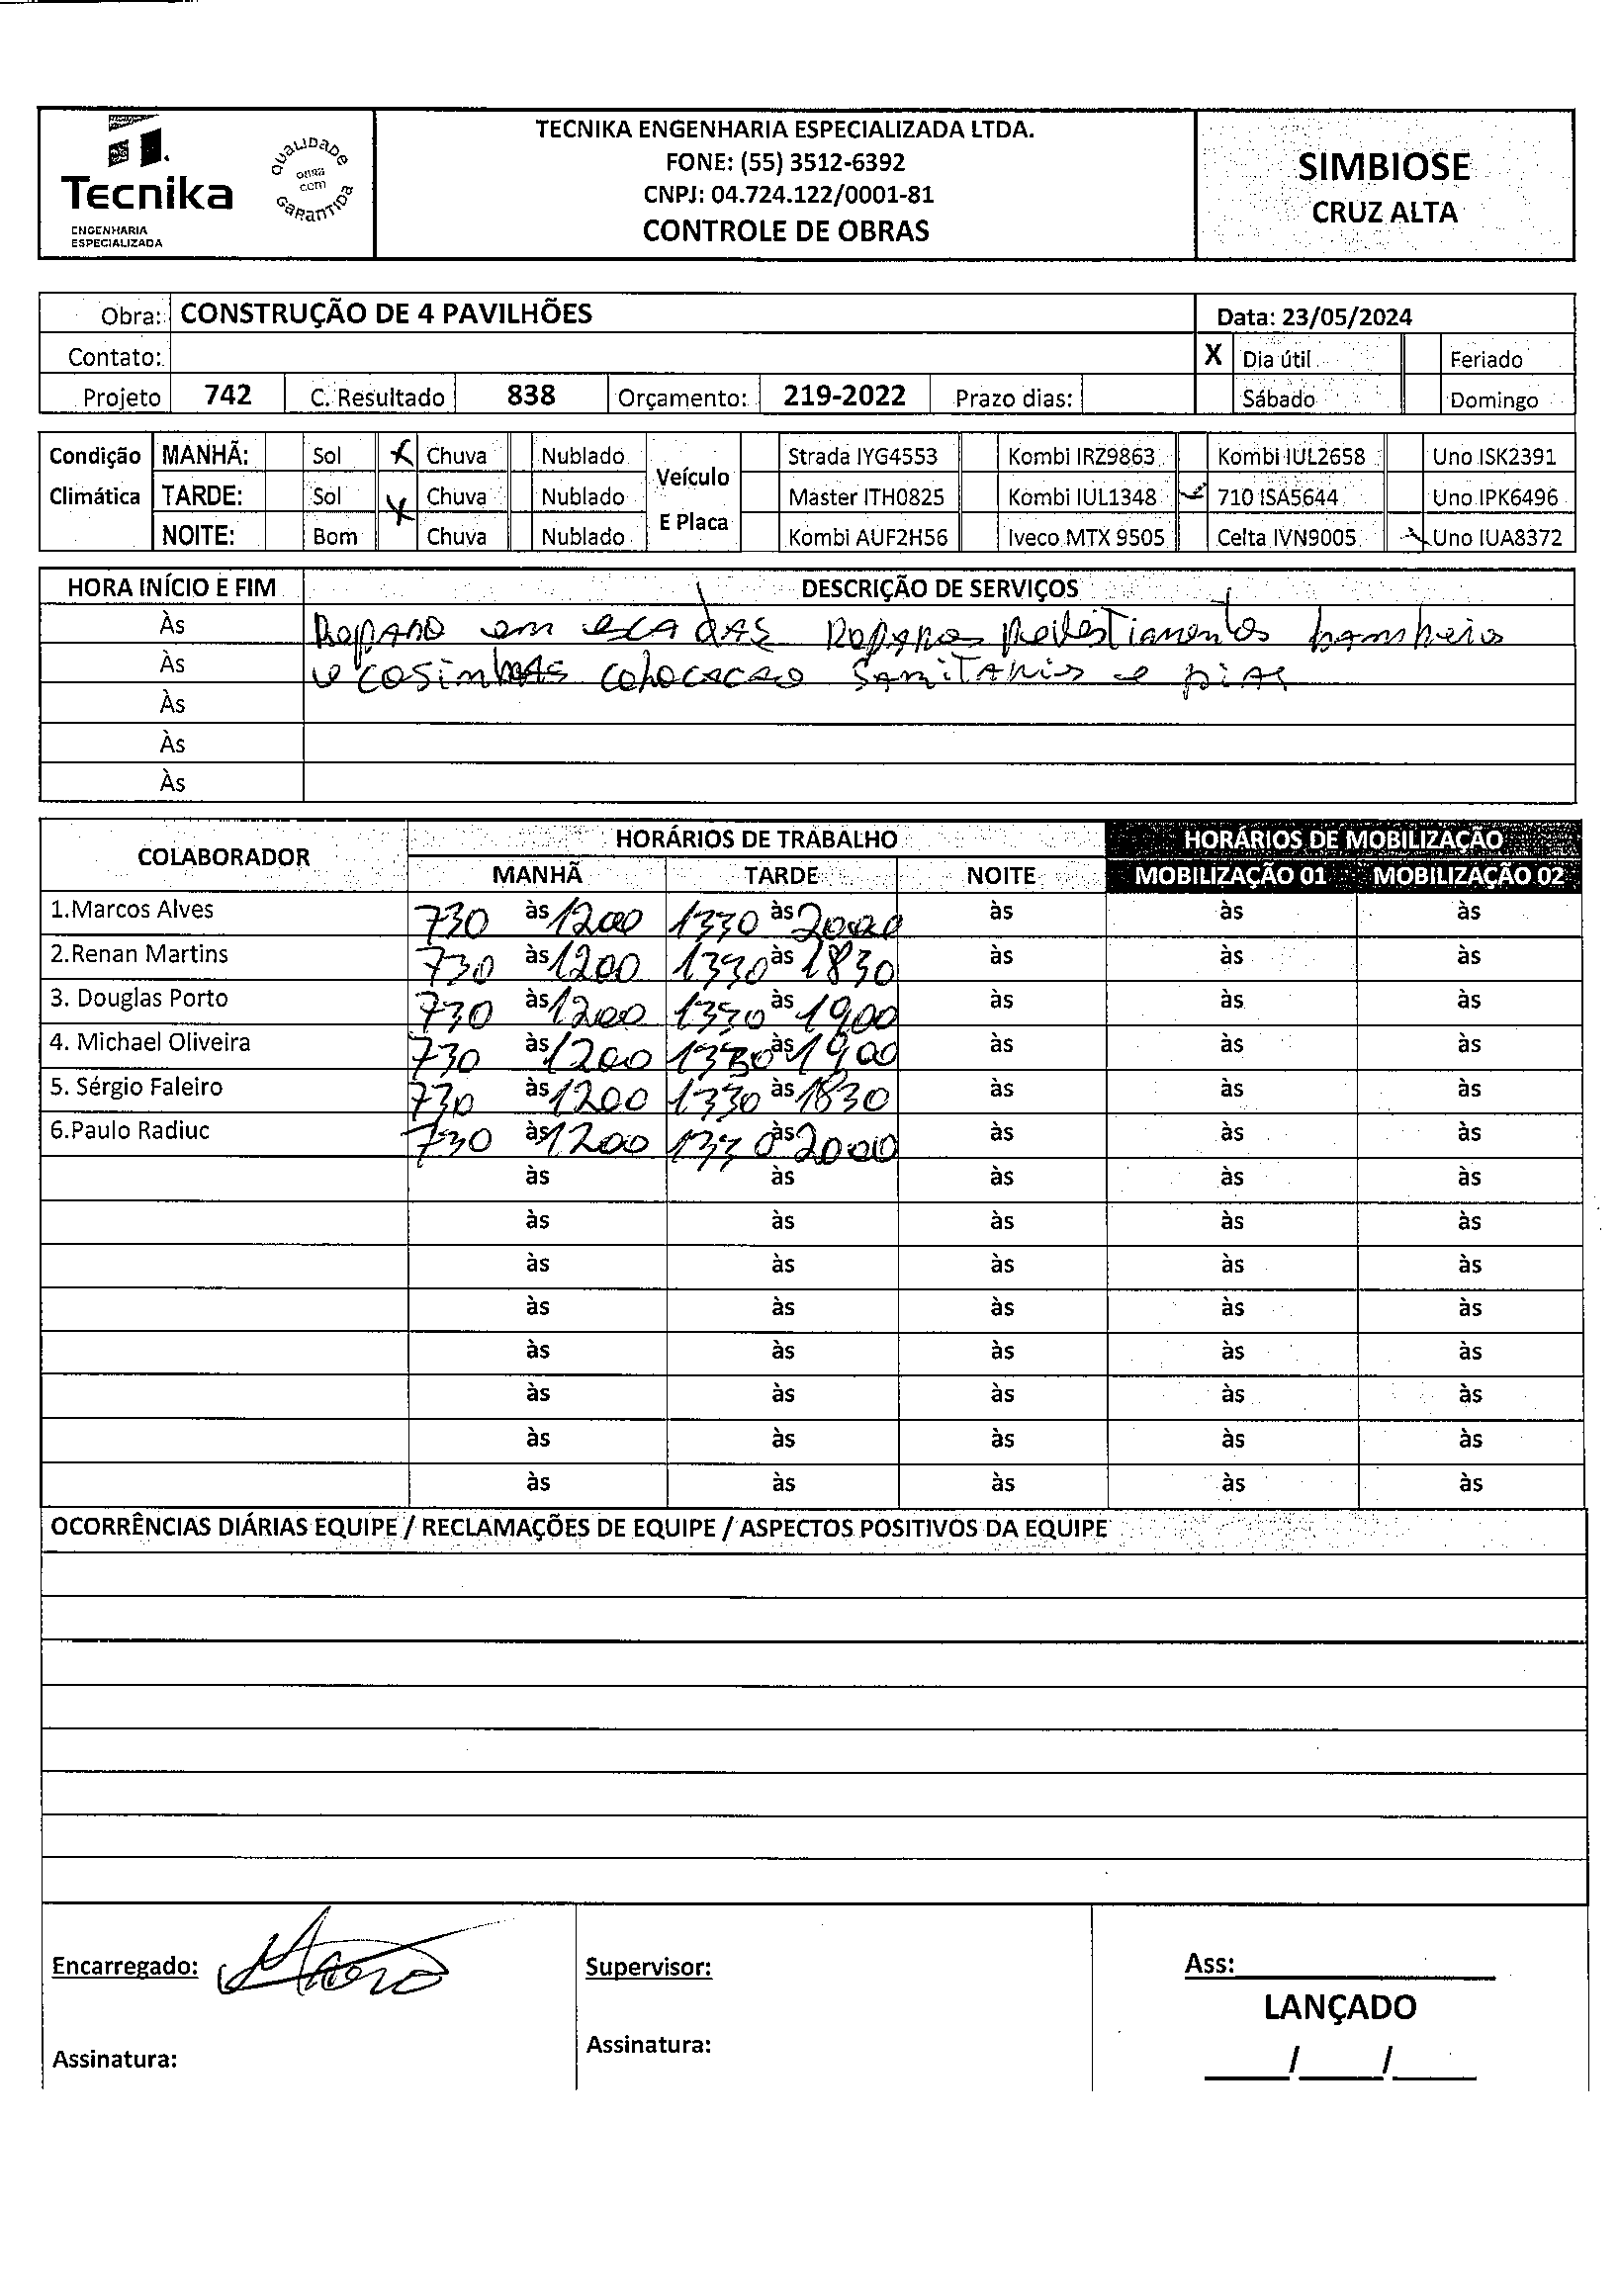 Tecnika
ENGENHARIA
ESPECIALIZADA
QUALIDADE
OBRA
COM
GARANTIDA
TECNIKA ENGENHARIA ESPECIALIZADA LTDA.
FONE: (55) 3512-6392
CNPJ: 04.724.122/0001-81
CONTROLE DE OBRAS
SIMBIOSE
CRUZ ALTA
Obra: CONSTRUÇÃO DE 4 PAVILHÕES Data: 23/05/2024
Contato: X Dia útil Feriado
Projeto 742 C. Resultado 838 Orçamento: 219-2022 Prazo dias: Sábado Domingo
Condição Climática Veículo E Placa
MANHÃ: Sol X Chuva Nublado Strada IYG4553 Kombi IRZ9863 Kombi IUL2658 Uno ISK2391
TARDE: Sol X Chuva Nublado Master ITH0825 Kombi IUL1348 710 ISA5644 Uno IPK6496
NOITE: Bom Chuva Nublado Kombi AUF2H56 Iveco MTX 9505 Celta IVN9005 Uno IUA8372
HORA INÍCIO E FIM DESCRIÇÃO DE SERVIÇOS
Às Reparo em escadas Reparos revestiamentos banheiro
Às e cosinhas colocacao sanitarios e pias
Às
Às
Às
COLABORADOR HORÁRIOS DE TRABALHO HORÁRIOS DE MOBILIZAÇÃO
MANHÃ TARDE NOITE MOBILIZAÇÃO 01 MOBILIZAÇÃO 02
1.Marcos Alves 730 às 1200 1330 às 2000 às às às
2.Renan Martins 730 às 1200 1330 às 1830 às às às
3. Douglas Porto 730 às 1200 1330 às 1900 às às às
4. Michael Oliveira 730 às 1200 1330 às 1900 às às às
5. Sérgio Faleiro 730 às 1200 1330 às 1830 às às às
6.Paulo Radiuc 730 às 1200 1330 às 2000 às às às
às às às às às
às às às às às
às às às às às
às às às às às
às às às às às
às às às às às
às às às às às
às às às às às
OCORRÊNCIAS DIÁRIAS EQUIPE / RECLAMAÇÕES DE EQUIPE / ASPECTOS POSITIVOS DA EQUIPE
Encarregado: Supervisor: Ass:
LANÇADO
Assinatura: Assinatura: / /